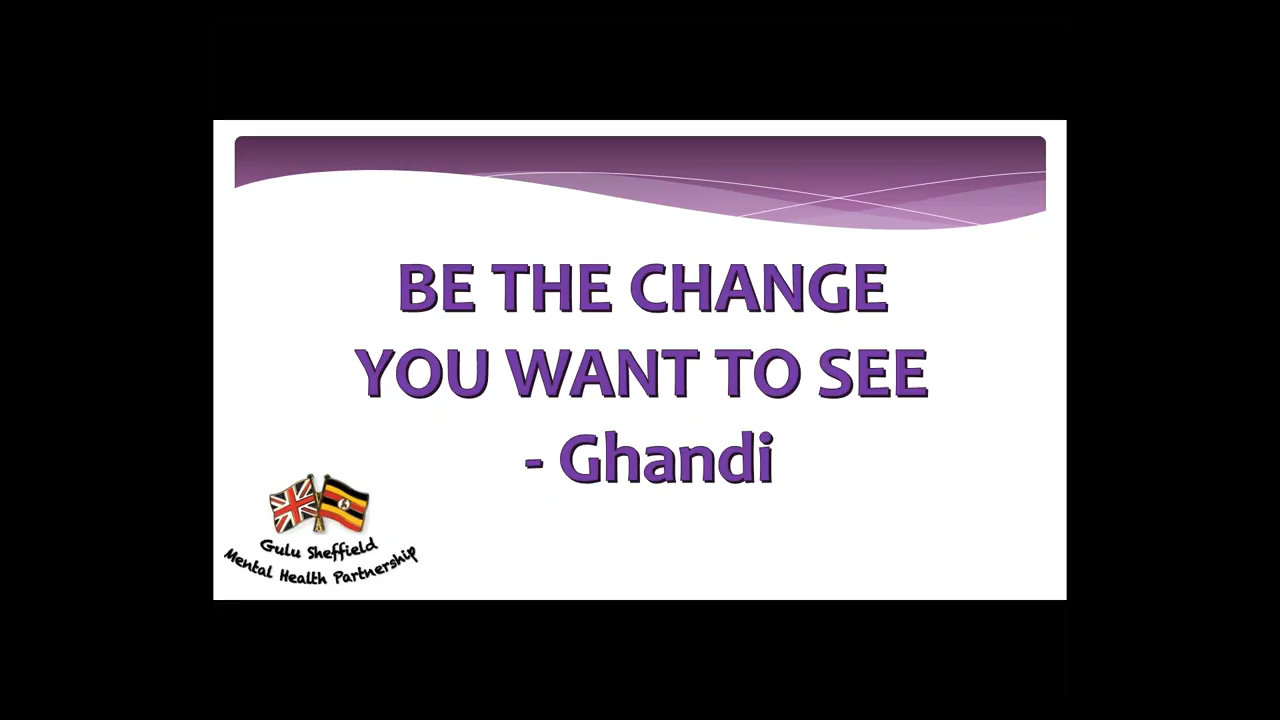 BE THE CHANGE
YOU WANT TO SEE
- Ghandi
Gulu Sheffield
Mental Health Partnership